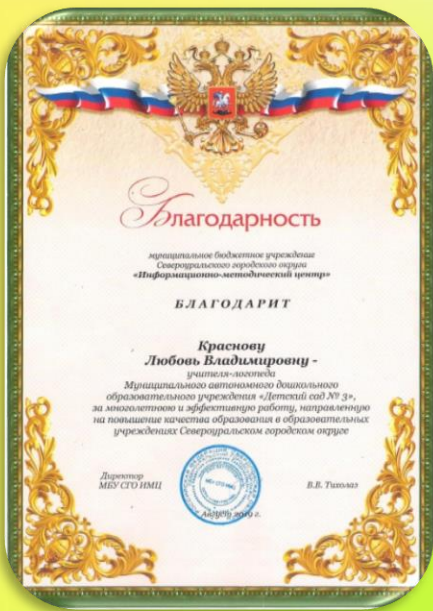 Благодарность
муниципальное бюджетное учреждение
Североуральского городского округа
«Информационно-методический центр»
БЛАГОДАРИТ
Краснову
Любовь Владимировну -
учителя-логопеда
Муниципального автономного дошкольного
образовательного учреждения «Детский сад № 3»,
за многолетнюю и эффективную работу, направленную
на повышение качества образования в образовательных
учреждениях Североуральском городском округе
Директор
МБУ СГО ИМЦ
В.В. Тихолаз
Август 2019 г.